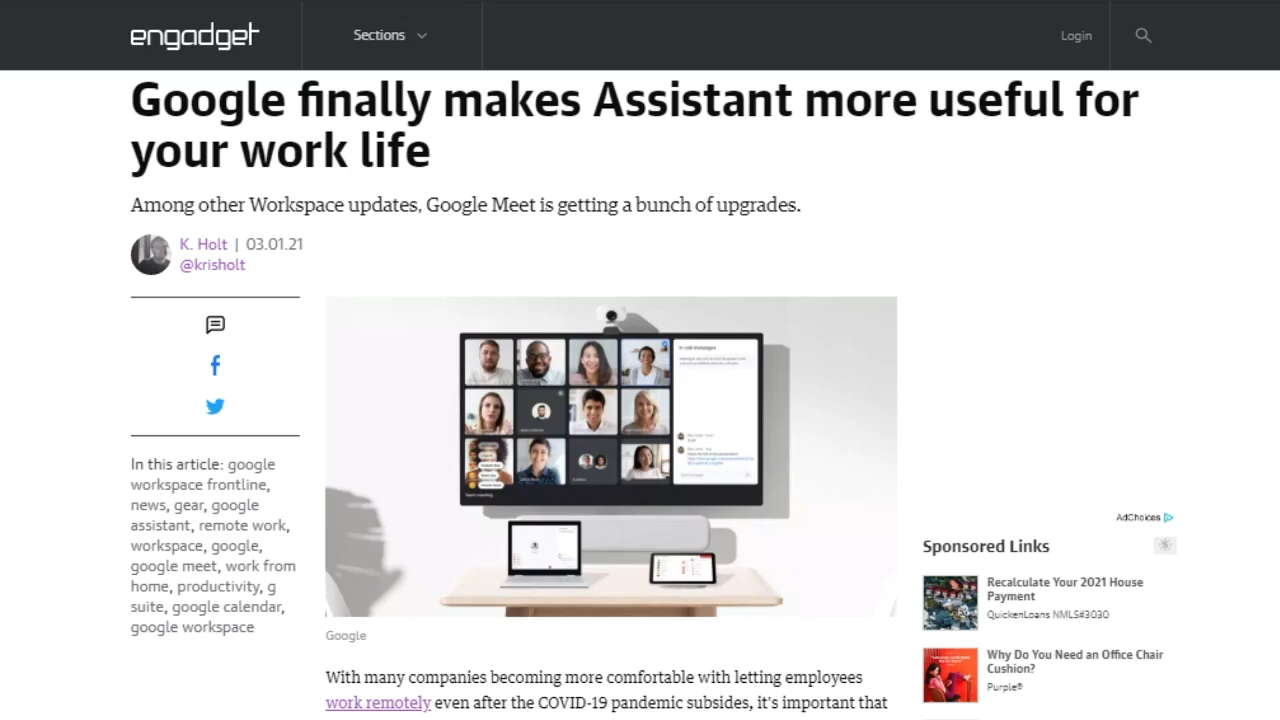 engadget
Sections
Login
Google finally makes Assistant more useful for
your work life
Among other Workspace updates, Google Meet is getting a bunch of upgrades.
K. Holt | 03.01.21
@krisholt
In this article: google
workspace frontline,
news, gear, google
assistant, remote work,
workspace, google,
google meet, work from
home, productivity, g
suite, google calendar,
google workspace
In-call messages
Team meeting
Google
With many companies becoming more comfortable with letting employees
work remotely even after the COVID-19 pandemic subsides, it's important that
AdChoices
Sponsored Links
Recalculate Your 2021 House
Payment
QuickenLoans NMLS#3030
Why Do You Need an Office Chair
Cushion?
Purple®